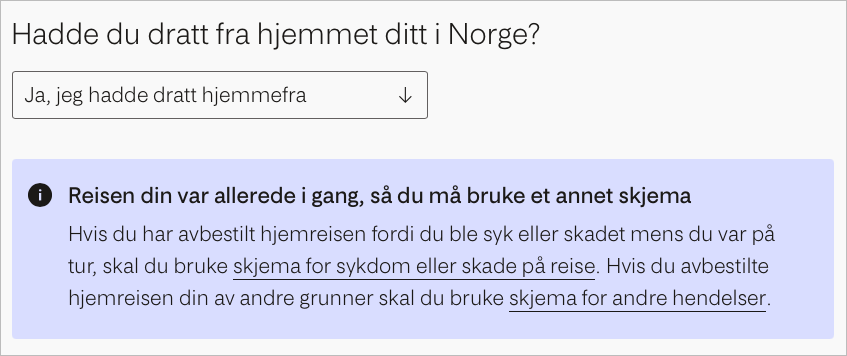 Hadde du dratt fra hjemmet ditt i Norge?
Ja, jeg hadde dratt hjemmefra
Reisen din var allerede i gang, så du må bruke et annet skjema
Hvis du har avbestilt hjemreisen fordi du ble syk eller skadet mens du var på
tur, skal du bruke skjema for sykdom eller skade på reise. Hvis du avbestilte
hjemreisen din av andre grunner skal du bruke skjema for andre hendelser.